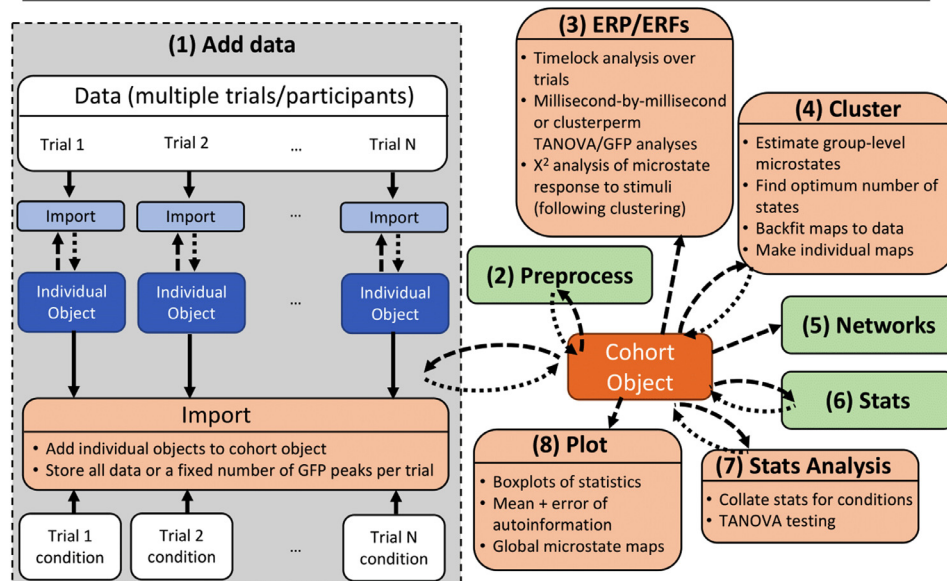 (1) Add data
Data (multiple trials/participants)
Trial 1
Trial 2
...
Trial N
Import
Import
...
Import
Individual
Object
Individual
Object
...
Individual
Object
Import
• Add individual objects to cohort object
• Store all data or a fixed number of GFP peaks per trial
Trial 1
condition
Trial 2
condition
...
Trial N
condition
(2) Preprocess
(3) ERP/ERFs
• Timelock analysis over
trials
• Millisecond-by-millisecond
or clusterperm
TANOVA/GFP analyses
• X² analysis of microstate
response to stimuli
(following clustering)
(4) Cluster
• Estimate group-level
microstates
• Find optimum number of
states
• Backfit maps to data
• Make individual maps
Cohort
Object
(5) Networks
(6) Stats
(7) Stats Analysis
• Collate stats for conditions
• TANOVA testing
(8) Plot
• Boxplots of statistics
• Mean + error of
autoinformation
• Global microstate maps